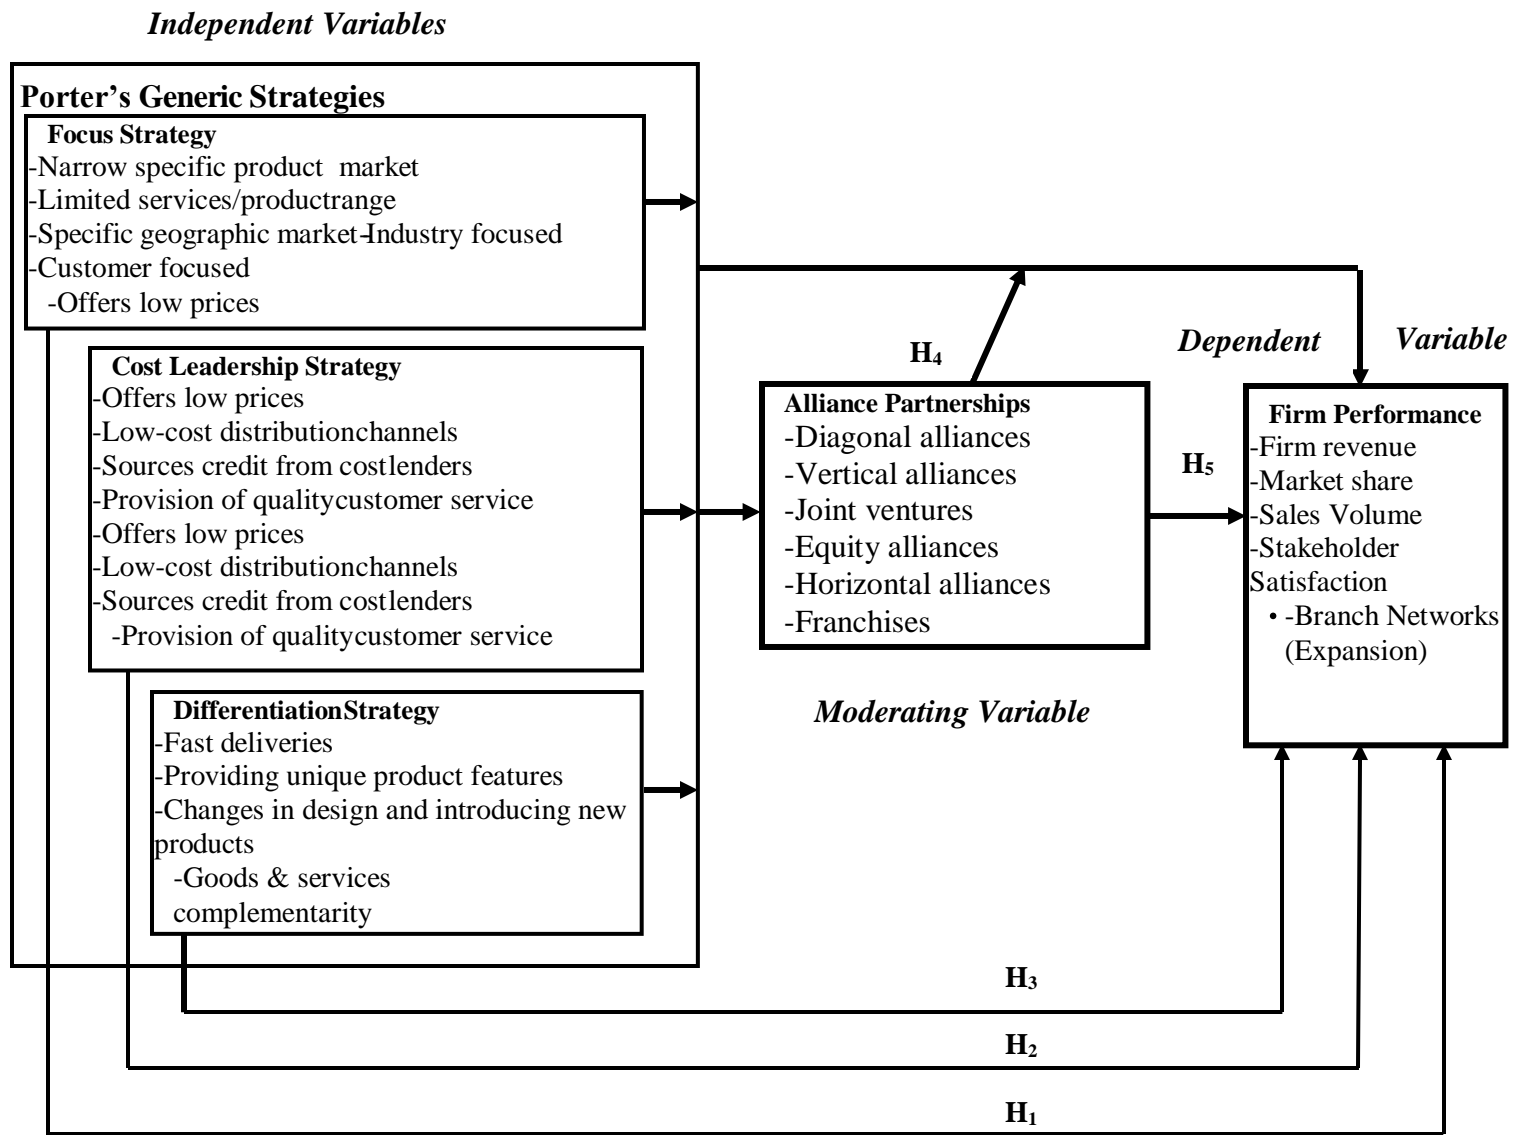 Independent Variables
Porter’s Generic Strategies
Focus Strategy
-Narrow specific product market
-Limited services/productrange
-Specific geographic market-Industry focused
-Customer focused
-Offers low prices
Cost Leadership Strategy
-Offers low prices
-Low-cost distributionchannels
-Sources credit from costlenders
-Provision of qualitycustomer service
-Offers low prices
-Low-cost distributionchannels
-Sources credit from costlenders
-Provision of qualitycustomer service
DifferentiationStrategy
-Fast deliveries
-Providing unique product features
-Changes in design and introducing new
products
-Goods & services
complementarity
H₄
Alliance Partnerships
-Diagonal alliances
-Vertical alliances
-Joint ventures
-Equity alliances
-Horizontal alliances
-Franchises
Moderating Variable
H₅
Dependent Variable
Firm Performance
-Firm revenue
-Market share
-Sales Volume
-Stakeholder
Satisfaction
• -Branch Networks
(Expansion)
H₃
H₂
H₁